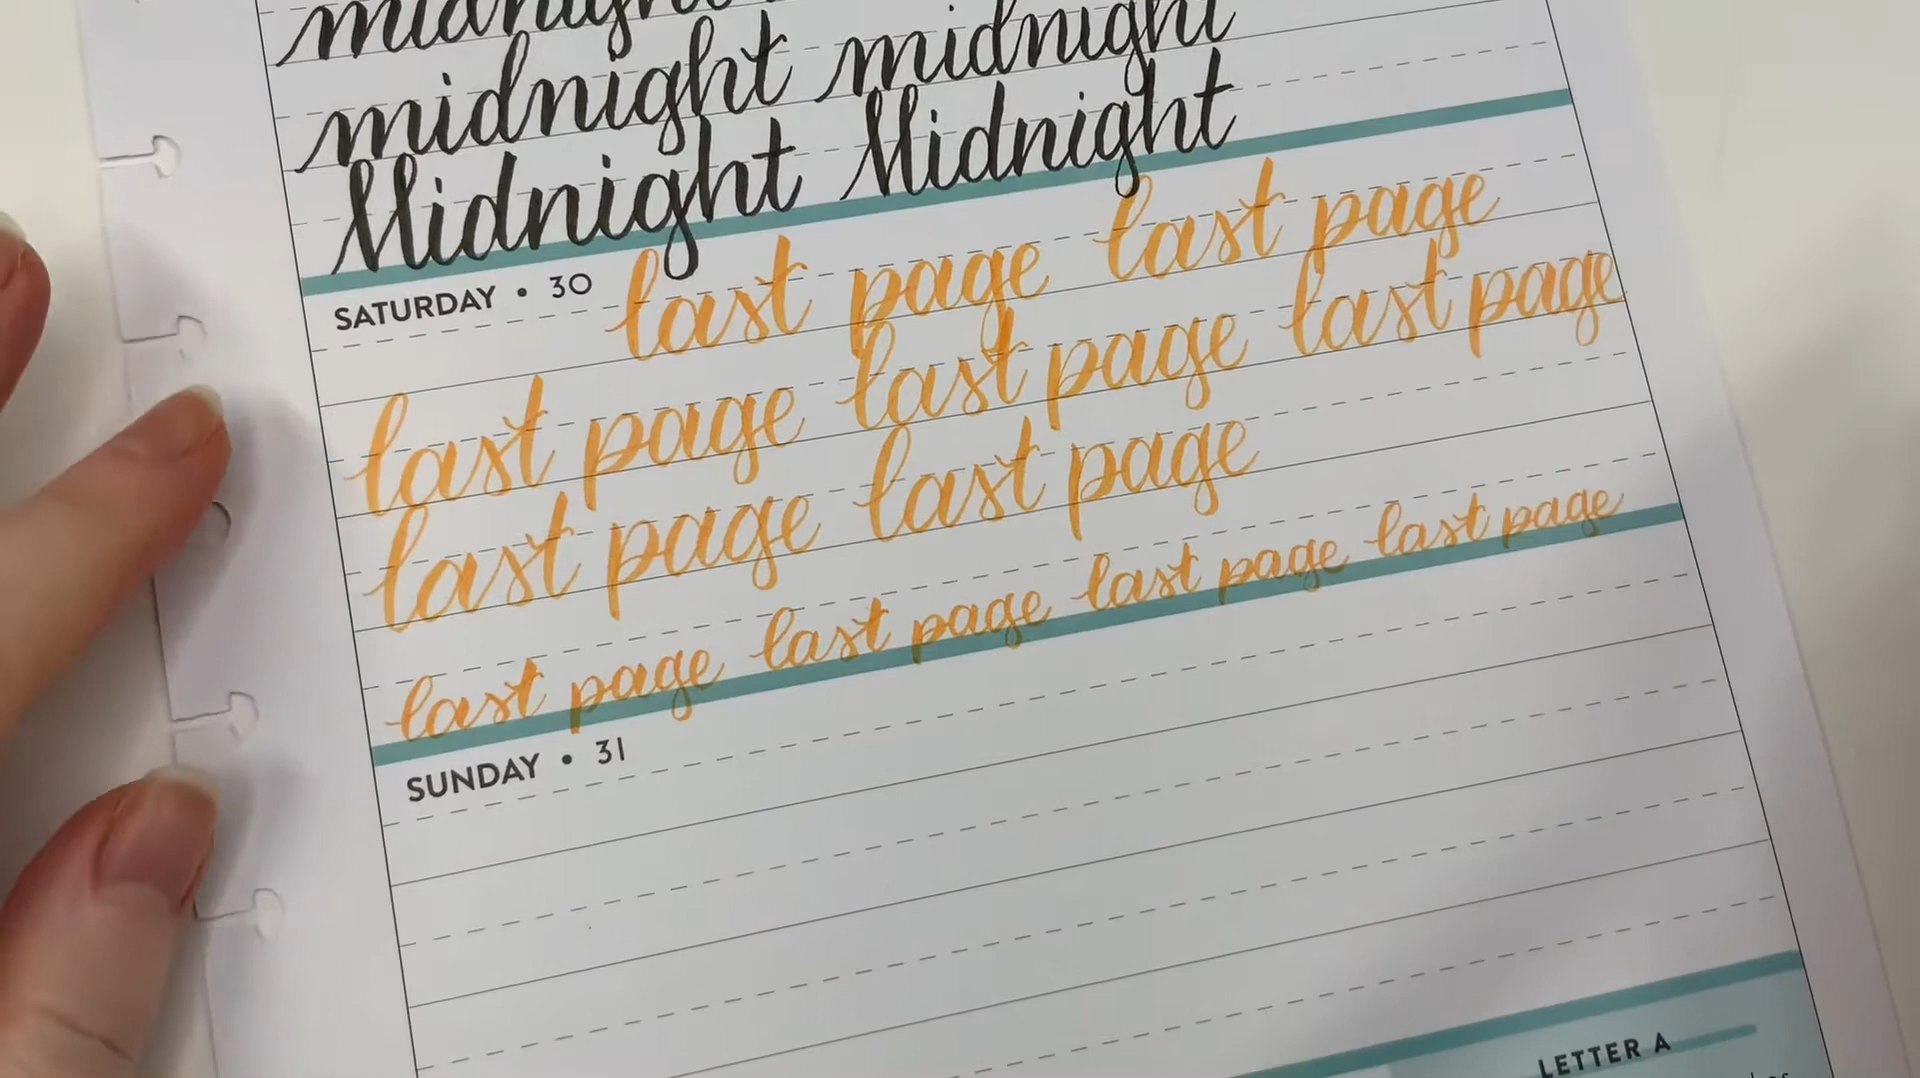 midnight
midnight midnight
Midnight Midnight
SATURDAY • 30 last page last page
last page last page last page
last page last page
last page last page last page last page
SUNDAY • 31
LETTER A